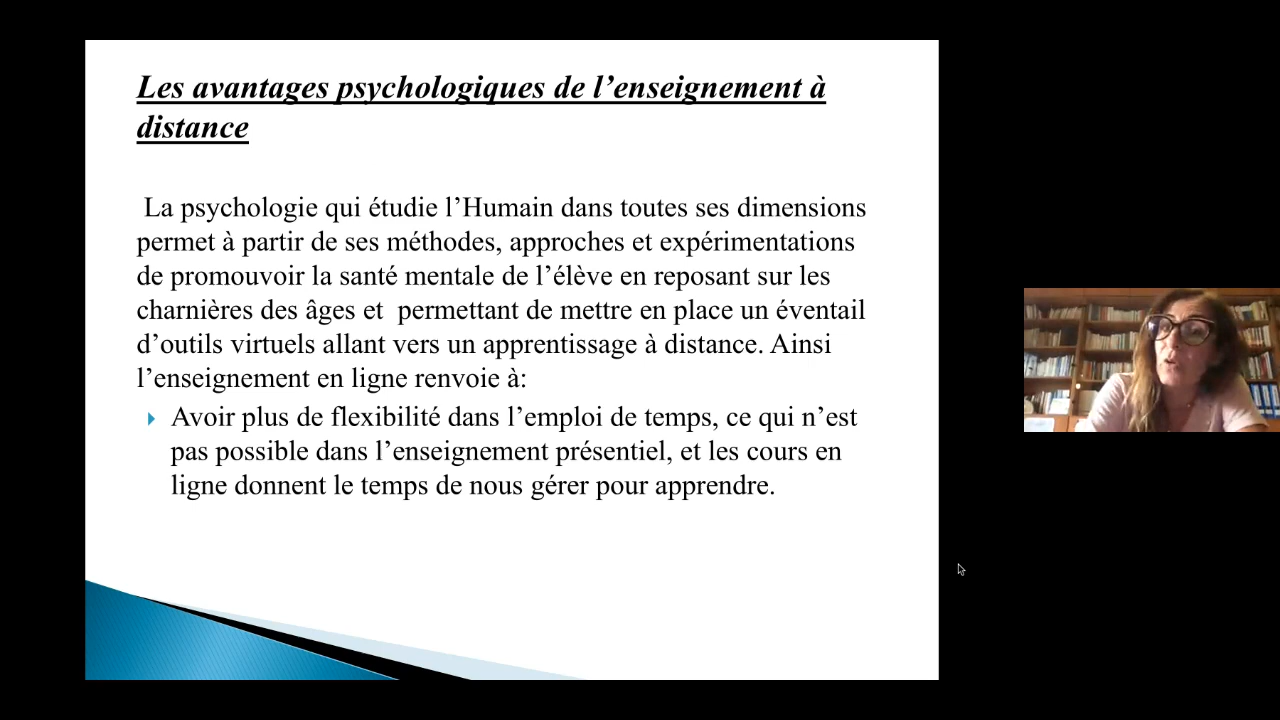 Les avantages psychologiques de l’enseignement à
distance
La psychologie qui étudie l’Humain dans toutes ses dimensions
permet à partir de ses méthodes, approches et expérimentations
de promouvoir la santé mentale de l’élève en reposant sur les
charnières des âges et  permettant de mettre en place un éventail
d’outils virtuels allant vers un apprentissage à distance. Ainsi
l’enseignement en ligne renvoie à:
Avoir plus de flexibilité dans l’emploi de temps, ce qui n’est
pas possible dans l’enseignement présentiel, et les cours en
ligne donnent le temps de nous gérer pour apprendre.